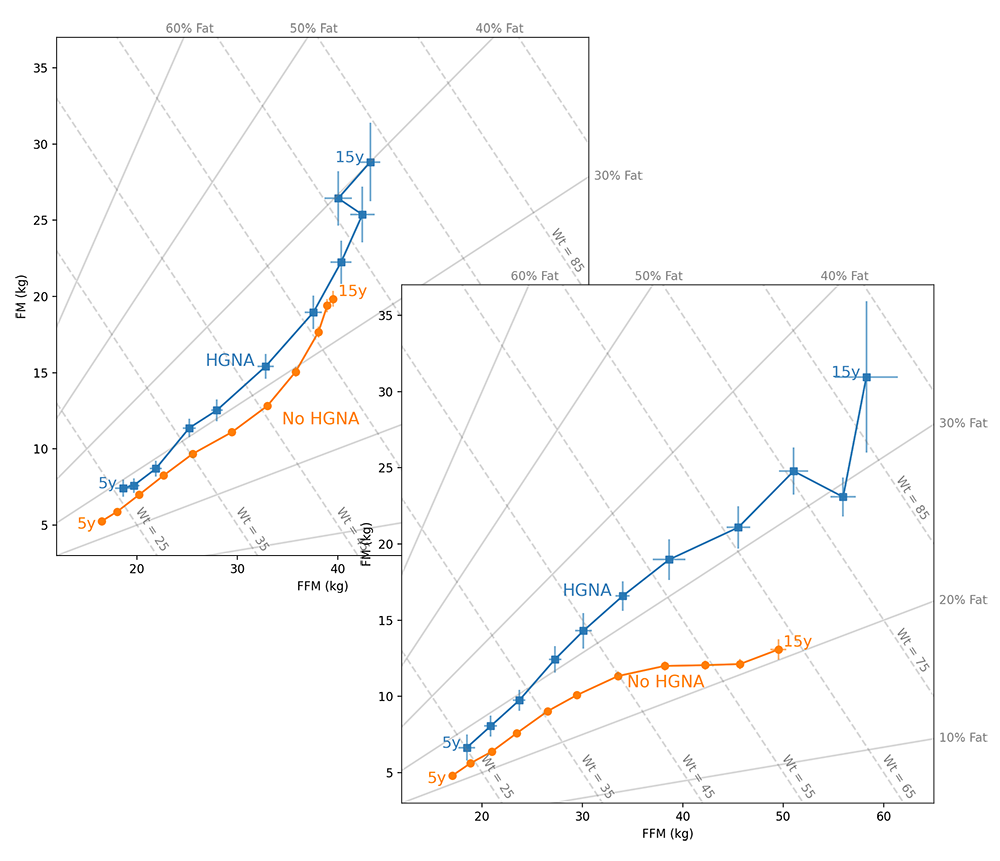 60% Fat
50% Fat
40% Fat
35
30
25
20
15
10
5
FM (kg)
15y
30% Fat
Wt = 85
15y
HGNA
No HGNA
5y
5y
Wt = 25
Wt = 35
20
30
40
FFM (kg)
60% Fat
50% Fat
40% Fat
35
30
25
20
15
10
5
FM (kg)
15y
30% Fat
Wt = 85
HGNA
20% Fat
15y
Wt = 75
No HGNA
5y
10% Fat
5y
Wt = 25
Wt = 35
Wt = 45
Wt = 55
Wt = 65
20
30
40
50
60
FFM (kg)